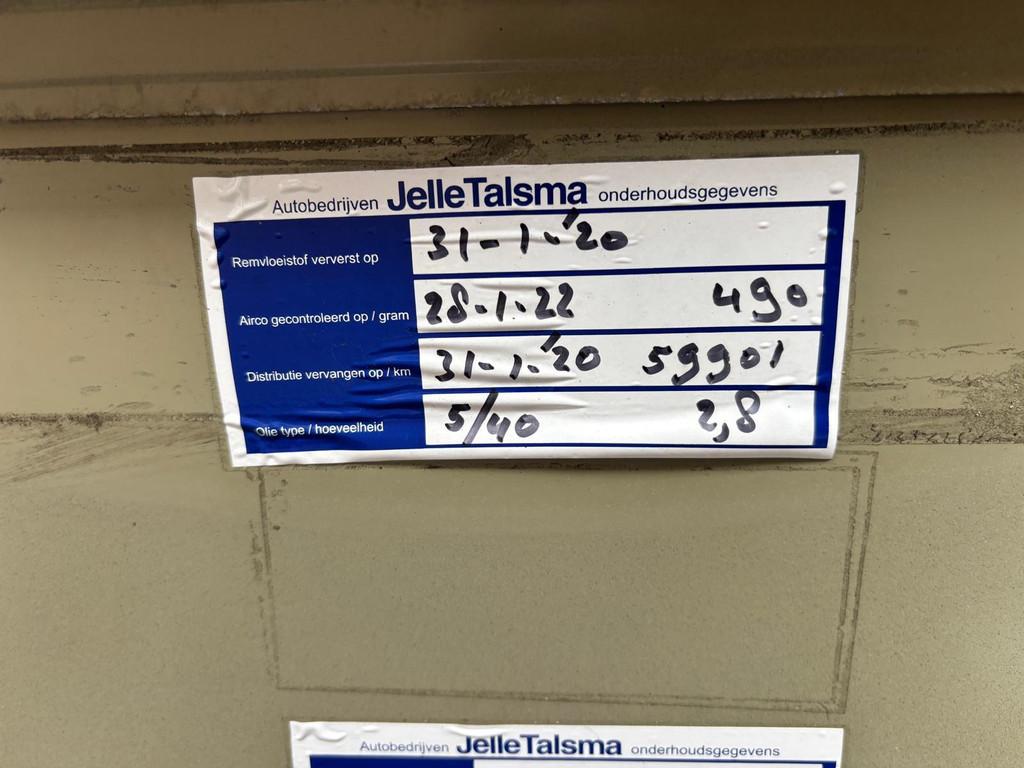 Autobedrijven JelleTalsma onderhoudsgegevens
Remvloeistof ververst op 31-1-'20
Airco gecontroleerd op / gram 28-1-22 490
Distributie vervangen op / km 31-1-'20 59901
Olie type / hoeveelheid 5/40 2,8
Autobedrijven JelleTalsma onderhoudsgegevens